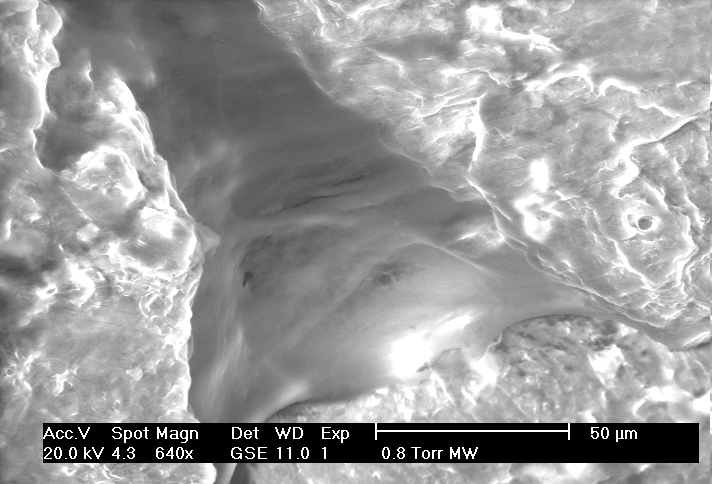 Acc.V Spot Magn Det WD Exp 50 µm
20.0 kV 4.3 640x GSE 11.0 1 0.8 Torr MW